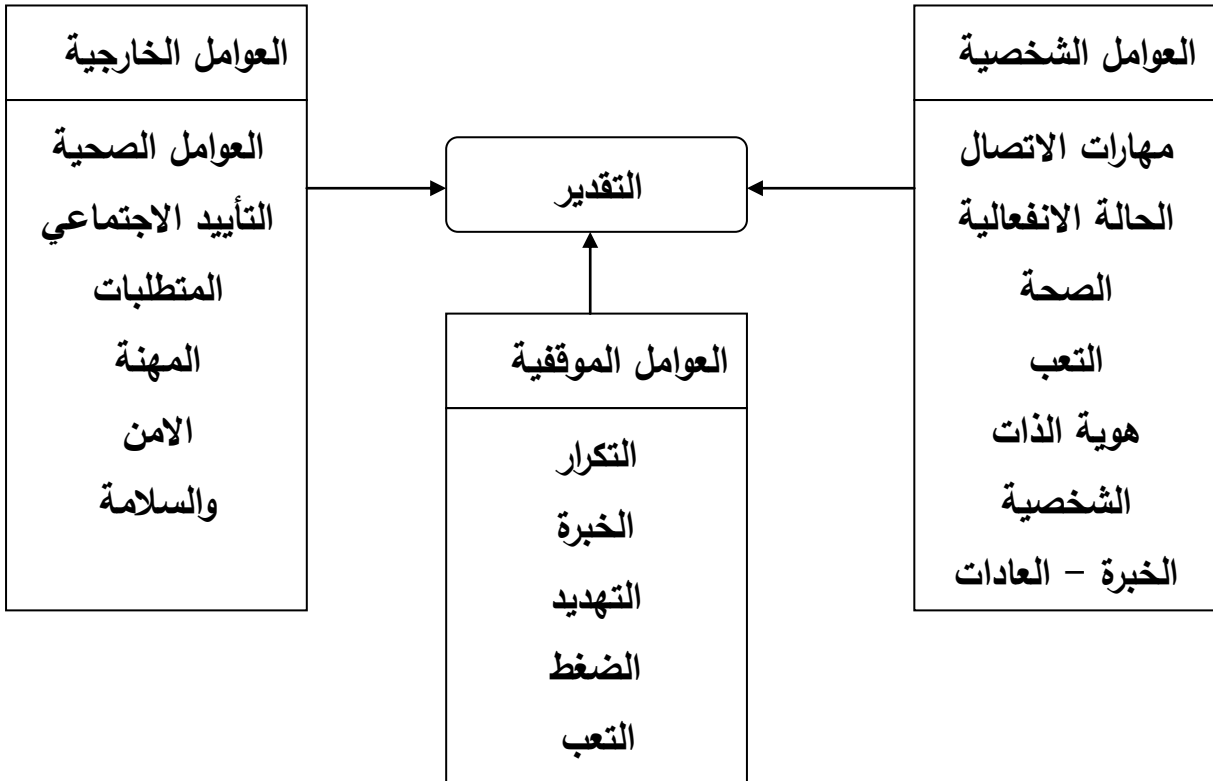 العوامل الشخصية
مهارات الاتصال
الحالة الانفعالية
الصحة
التعب
هوية الذات
الشخصية
الخبرة – العادات
التقدير
العوامل الموقفية
التكرار
الخبرة
التهديد
الضغط
التعب
العوامل الخارجية
العوامل الصحية
التأييد الاجتماعي
المتطلبات
المهنة
الامن
والسلامة